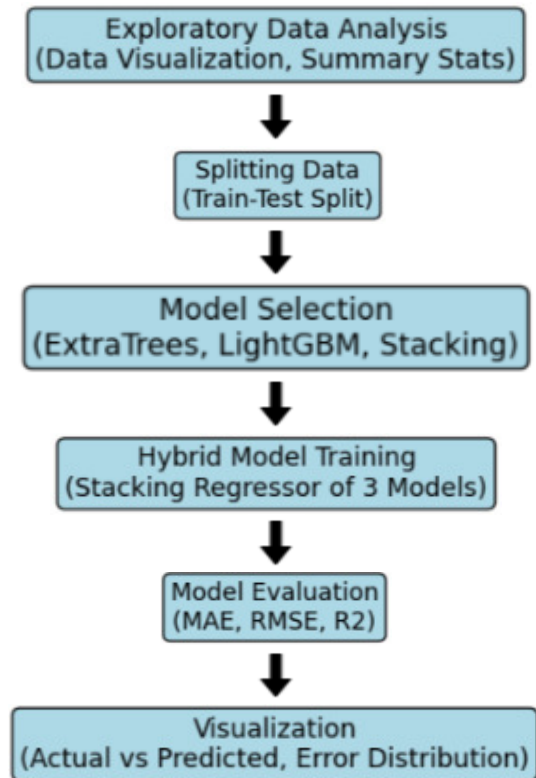 Exploratory Data Analysis
(Data Visualization, Summary Stats)
Splitting Data
(Train-Test Split)
Model Selection
(ExtraTrees, LightGBM, Stacking)
Hybrid Model Training
(Stacking Regressor of 3 Models)
Model Evaluation
(MAE, RMSE, R2)
Visualization
(Actual vs Predicted, Error Distribution)